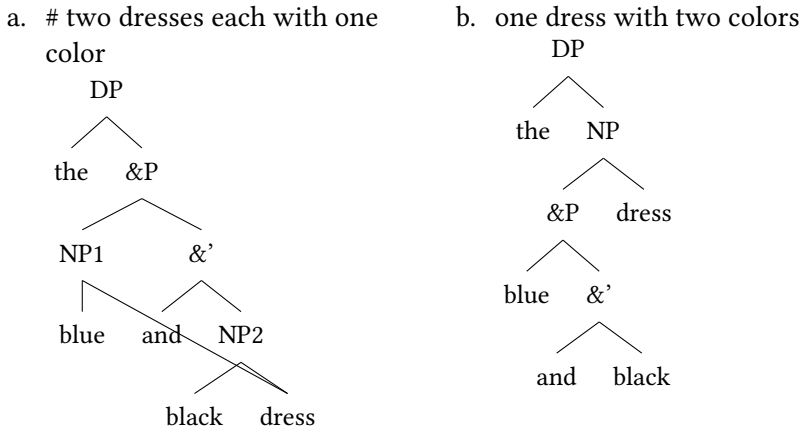 a. # two dresses each with one
color
DP
the &P
NP1 &’
blue and NP2
black dress
b. one dress with two colors
DP
the NP
&P dress
blue &’
and black